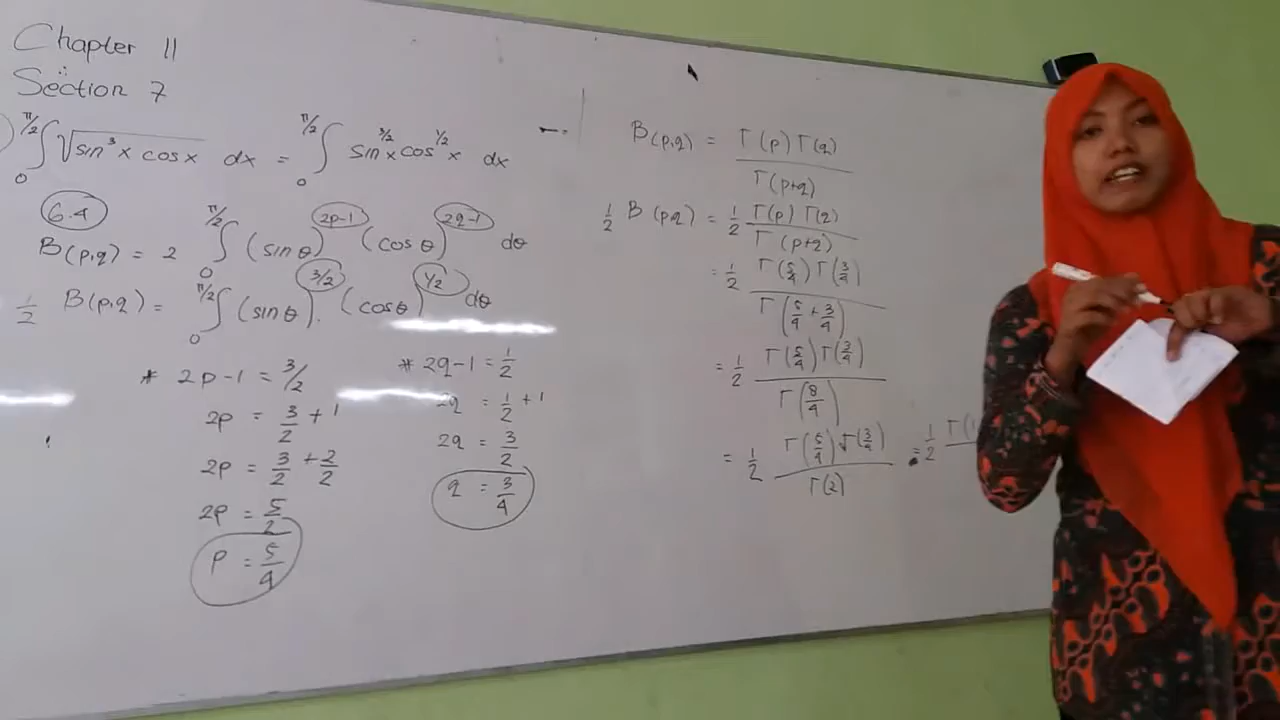 Chapter 11
Section 7
∫₀^{π/2} √(sin³x cos x) dx = ∫₀^{π/2} sin^{3/2}x cos^{1/2}x dx
6.4
B(p,q) = 2 ∫₀^{π/2} (sin θ)^{2p-1} (cos θ)^{2q-1} dθ
1/2 B(p,q) = ∫₀^{π/2} (sin θ)^{3/2} . (cos θ)^{1/2} dθ
* 2p-1 = 3/2
2p = 3/2 + 1
2p = 3/2 + 2/2
2p = 5/2
p = 5/4
* 2q-1 = 1/2
2q = 1/2 + 1
2q = 3/2
q = 3/4
B(p,q) = Γ(p) Γ(q) / Γ(p+q)
1/2 B(p,q) = 1/2 Γ(p) Γ(q) / Γ(p+q)
= 1/2 Γ(5/4) Γ(3/4) / Γ(5/4 + 3/4)
= 1/2 Γ(5/4) Γ(3/4) / Γ(8/4)
= 1/2 Γ(5/4) Γ(3/4) / Γ(2) = 1/2